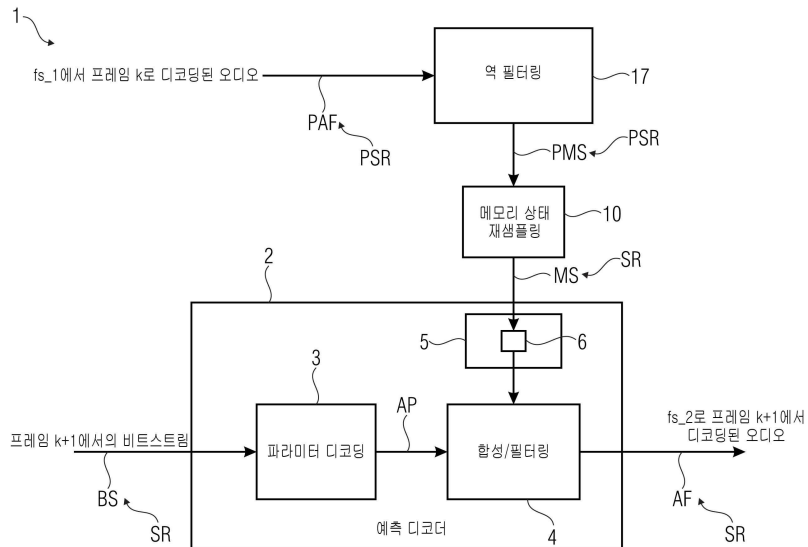 1
fs_1에서 프레임 k로 디코딩된 오디오
역 필터링
17
PAF
PSR
PMS
PSR
메모리 상태
재샘플링
10
MS
SR
2
5
6
3
AP
프레임 k+1에서의 비트스트림
파라미터 디코딩
합성/필터링
fs_2로 프레임 k+1에서
디코딩된 오디오
BS
SR
AF
SR
예측 디코더
4